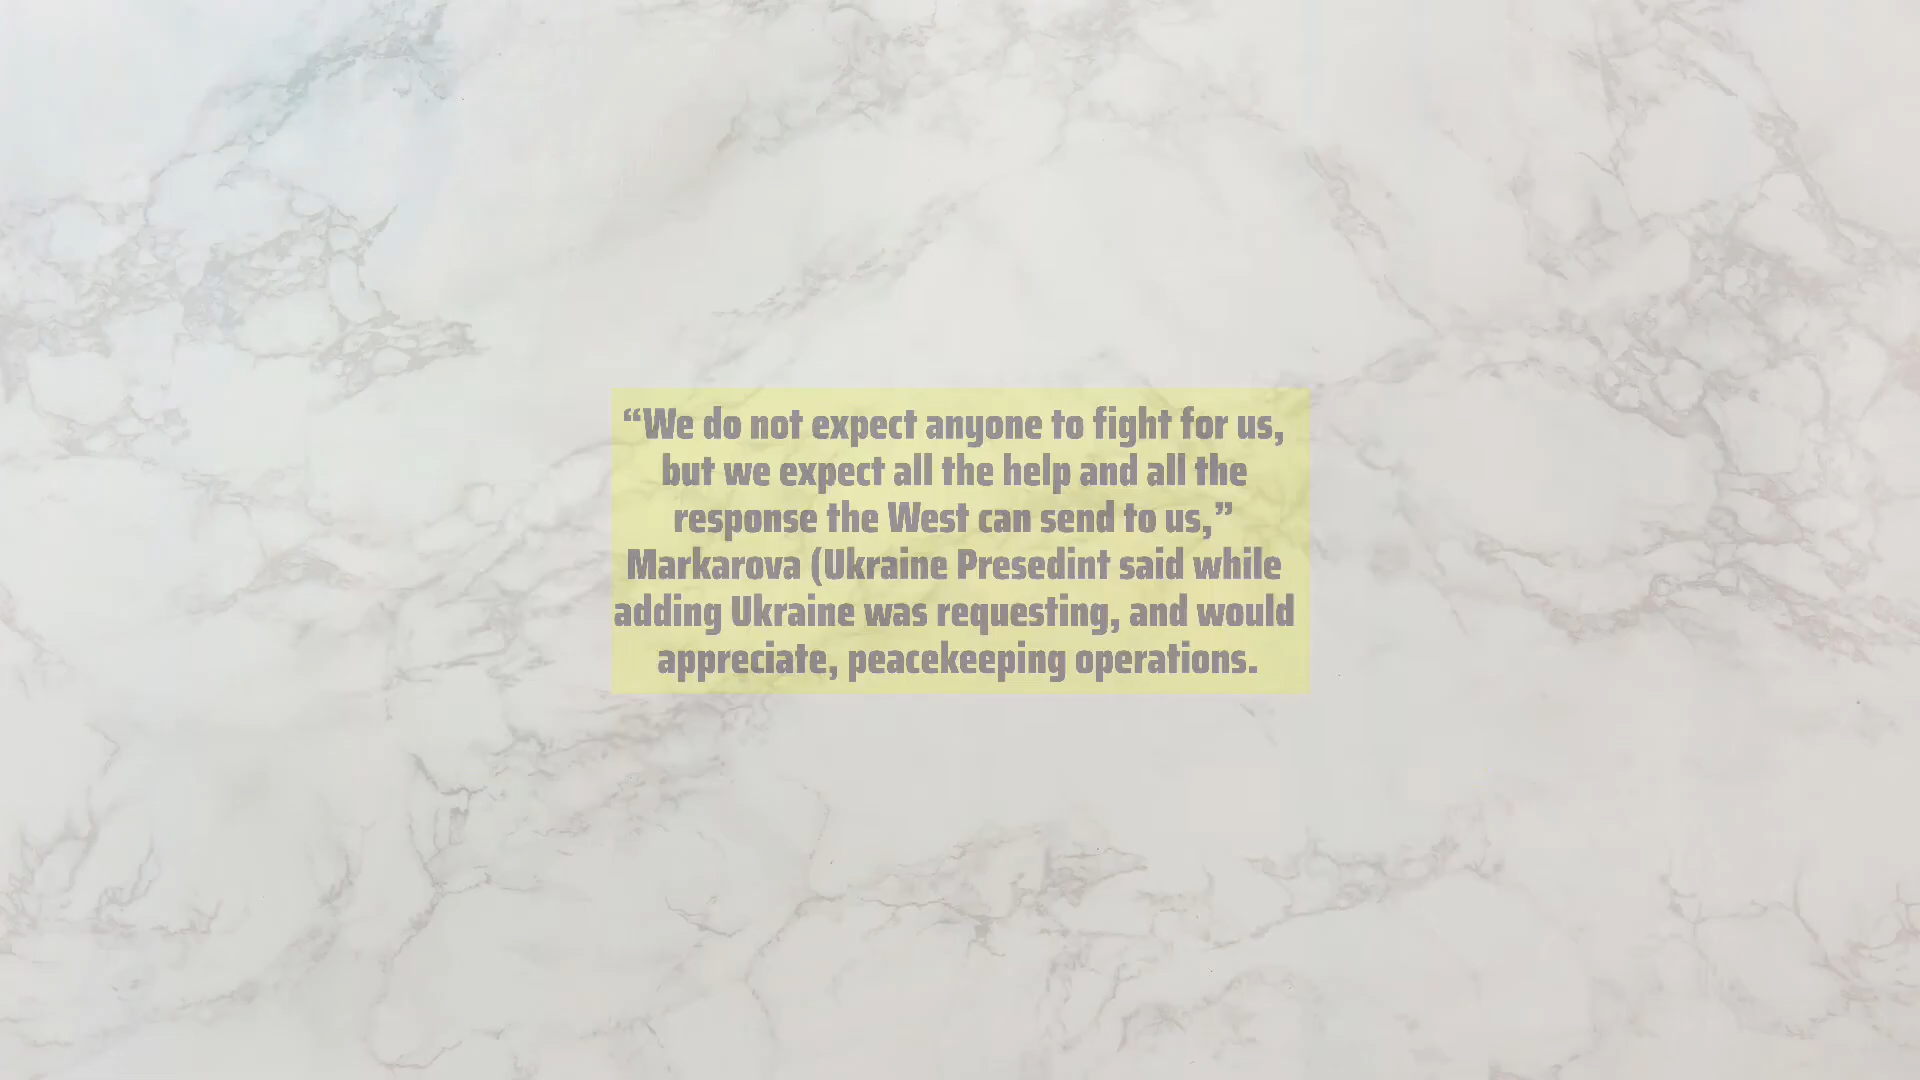 “We do not expect anyone to fight for us,
but we expect all the help and all the
response the West can send to us,”
Markarova (Ukraine Presedint said while
adding Ukraine was requesting, and would
appreciate, peacekeeping operations.